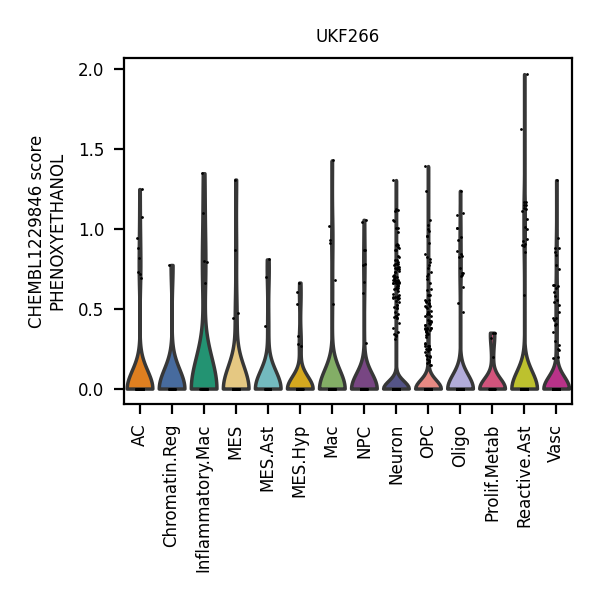 UKF266
CHEMBL1229846 score
PHENOXYETHANOL
2.0
1.5
1.0
0.5
0.0
AC
Chromatin.Reg
Inflammatory.Mac
MES
MES.Ast
MES.Hyp
Mac
NPC
Neuron
OPC
Oligo
Prolif.Metab
Reactive.Ast
Vasc